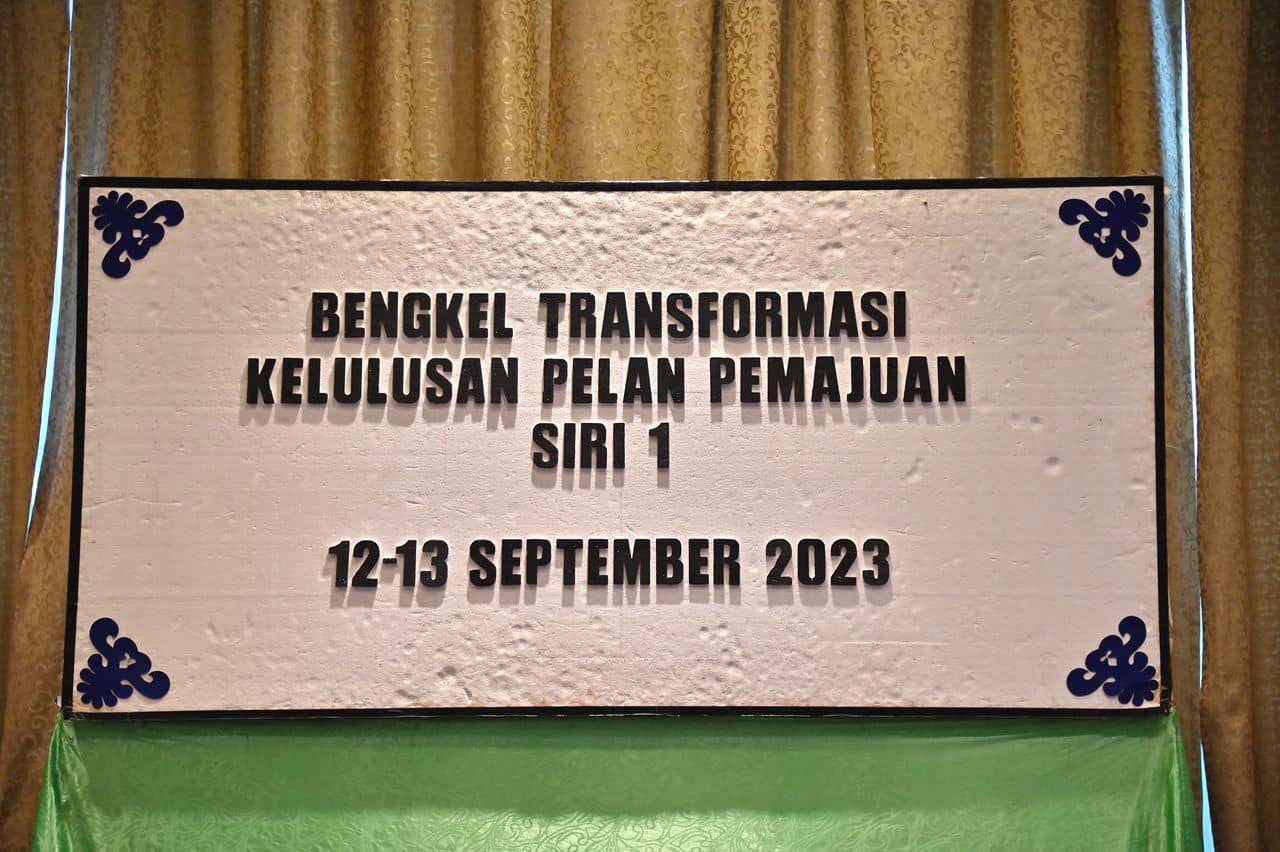 BENGKEL TRANSFORMASI
KELULUSAN PELAN PEMAJUAN
SIRI 1
12-13 SEPTEMBER 2023